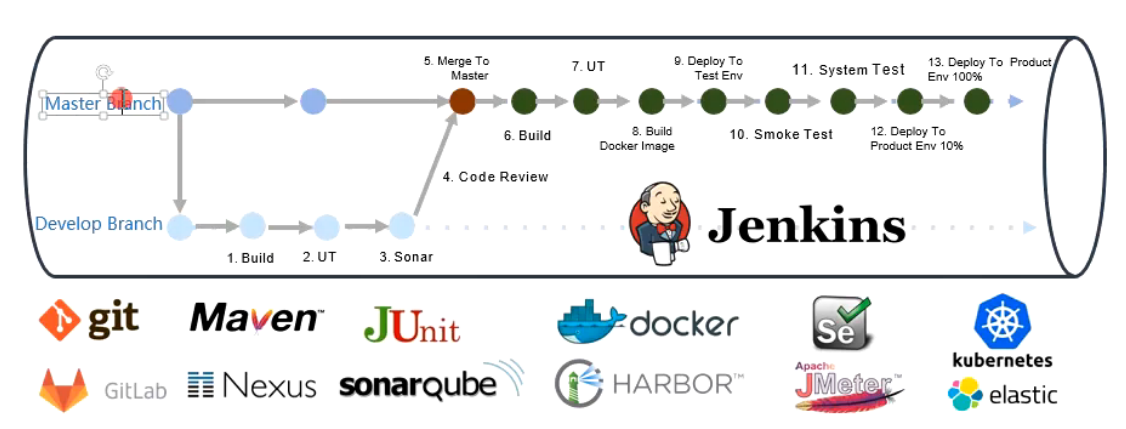 5. Merge To
Master
7. UT
9. Deploy To
Test Env
11. System Test
13. Deploy To Product
Env 100%
Master Branch
6. Build
8. Build
Docker Image
10. Smoke Test
12. Deploy To
Product Env 10%
4. Code Review
Develop Branch
Jenkins
1. Build
2. UT
3. Sonar
git
Maven™
JUnit
docker
Se
kubernetes
GitLab
Nexus
sonarqube
HARBOR™
Apache
JMeter™
elastic